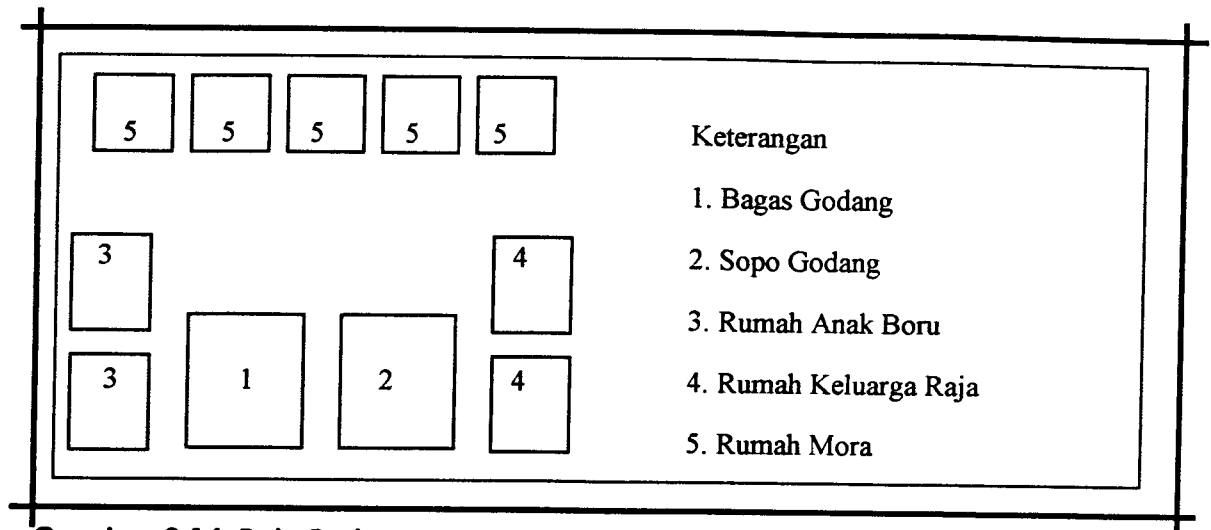 5 5 5 5 5
Keterangan
1. Bagas Godang
3 4
2. Sopo Godang
3. Rumah Anak Boru
3 1 2 4
4. Rumah Keluarga Raja
5. Rumah Mora